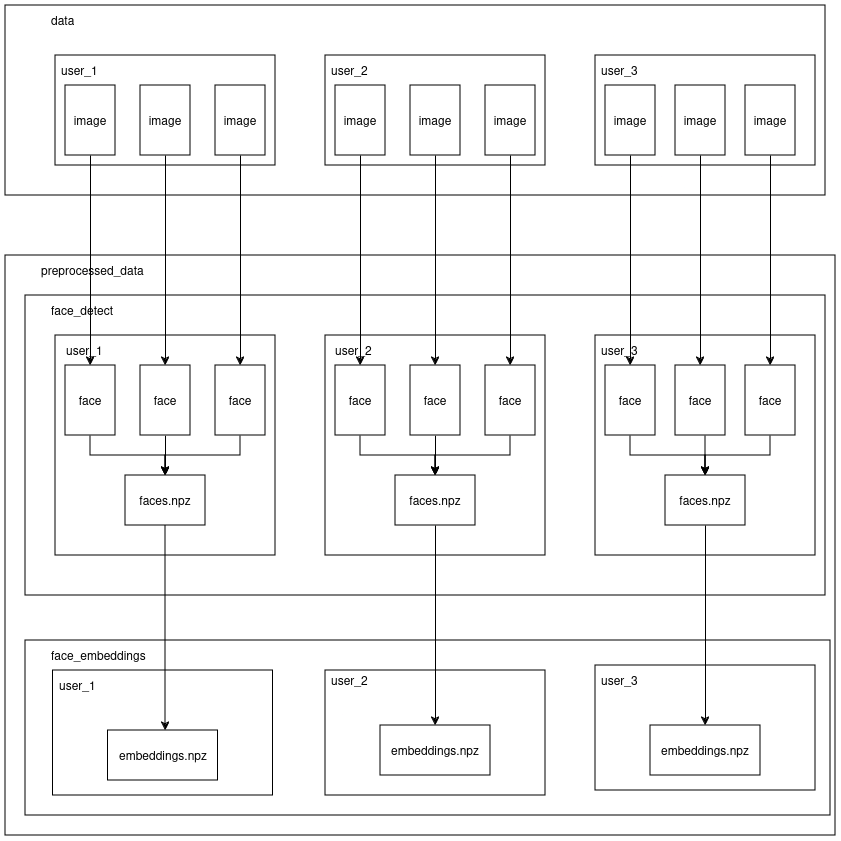 data
user_1
user_2
user_3
image image image image image image image image image
preprocessed_data
face_detect
user_1
user_2
user_3
face face face face face face face face face
faces.npz faces.npz faces.npz
face_embeddings
user_1
user_2
user_3
embeddings.npz embeddings.npz embeddings.npz